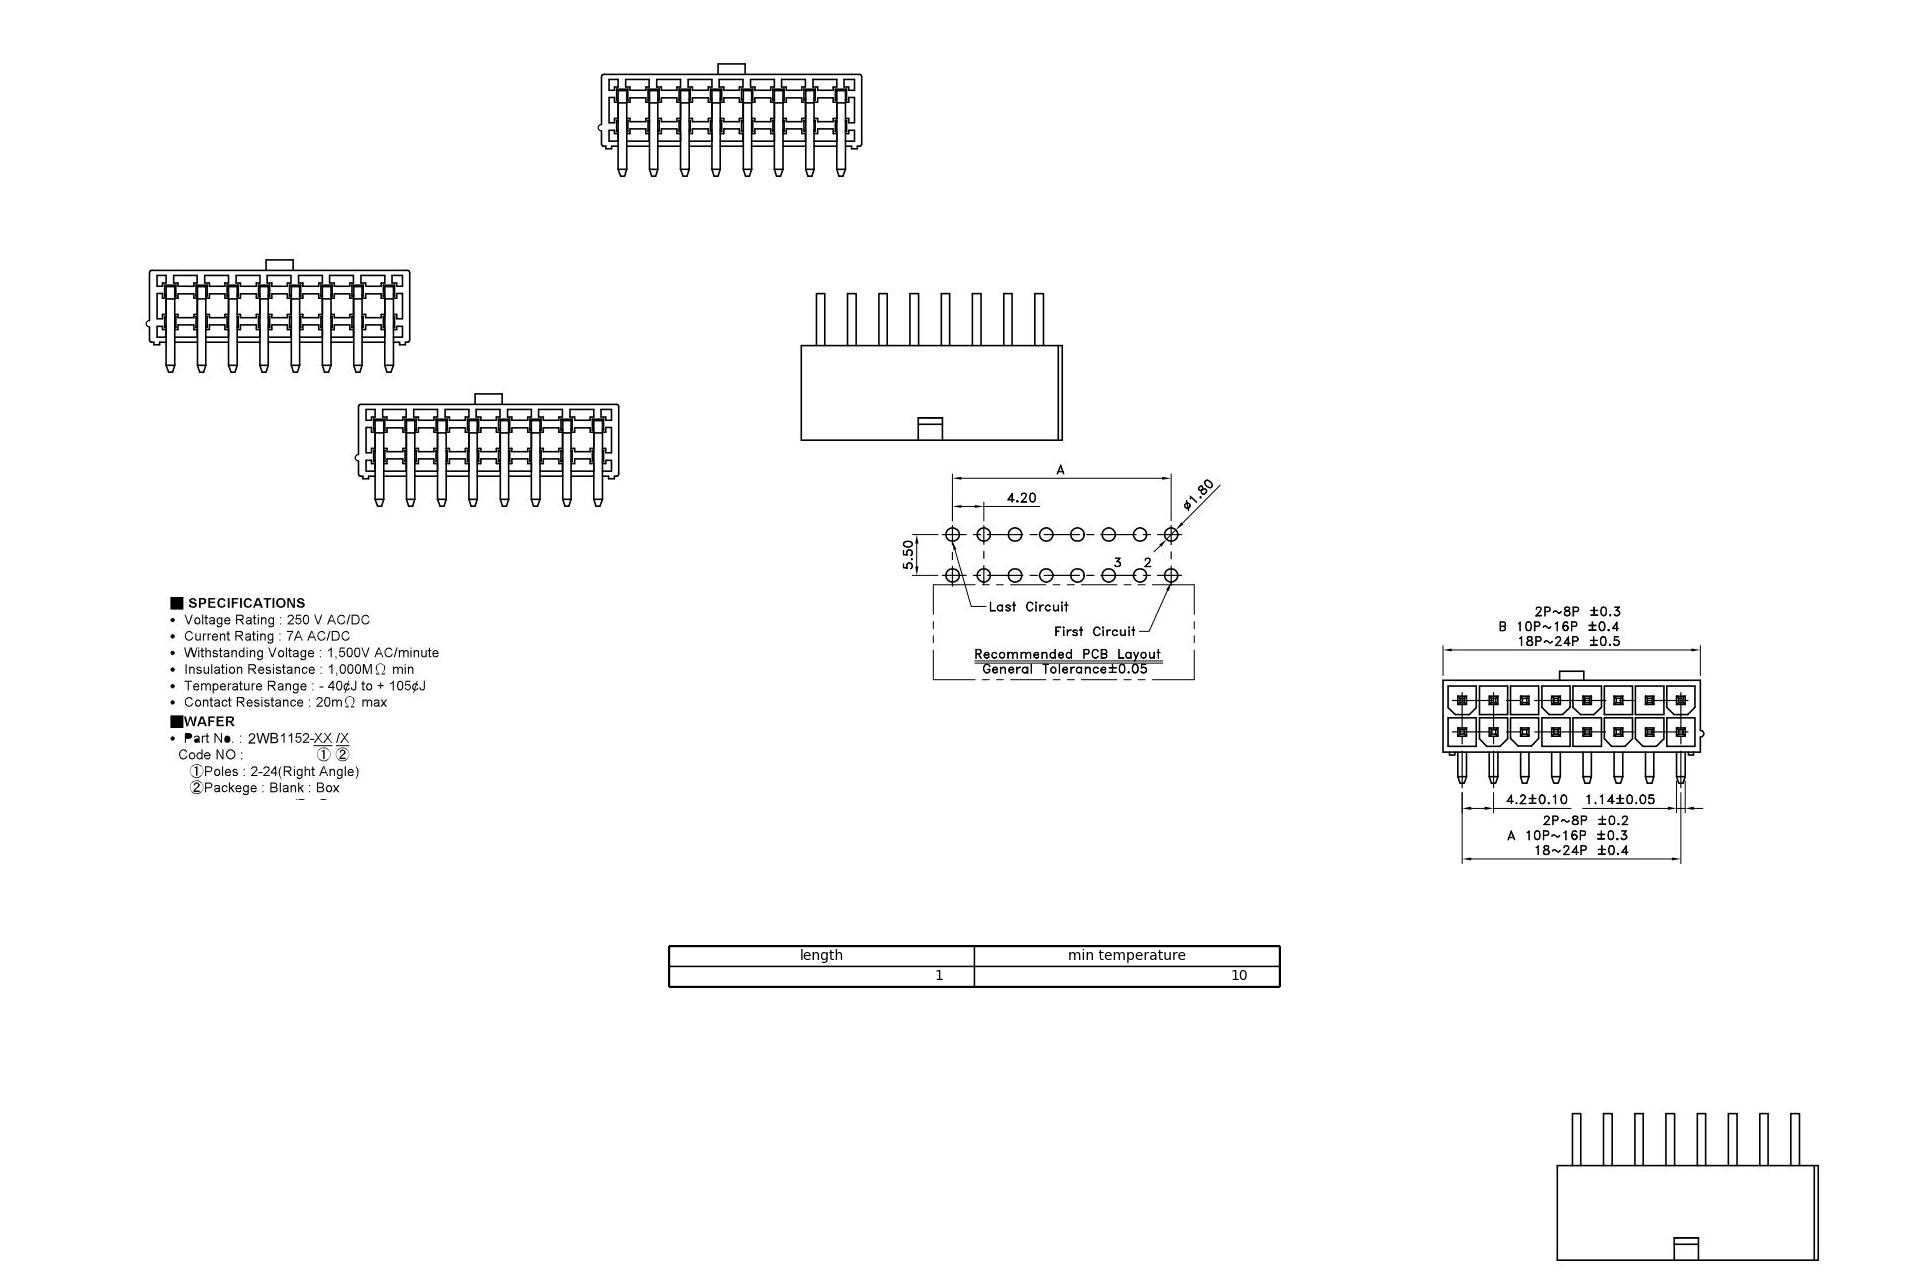 A
4.20
ø1.80
5.50
3 2
Last Circuit
First Circuit
Recommended PCB Layout
General Tolerance±0.05
■ SPECIFICATIONS
• Voltage Rating : 250 V AC/DC
• Current Rating : 7A AC/DC
• Withstanding Voltage : 1,500V AC/minute
• Insulation Resistance : 1,000MΩ min
• Temperature Range : - 40¢J to + 105¢J
• Contact Resistance : 20mΩ max
■WAFER
• Part No. : 2WB1152-XX /X
Code NO : ① ②
①Poles : 2-24(Right Angle)
②Packege : Blank : Box
2P~8P ±0.3
B 10P~16P ±0.4
18P~24P ±0.5
4.2±0.10 1.14±0.05
2P~8P ±0.2
A 10P~16P ±0.3
18~24P ±0.4
length min temperature
1 10